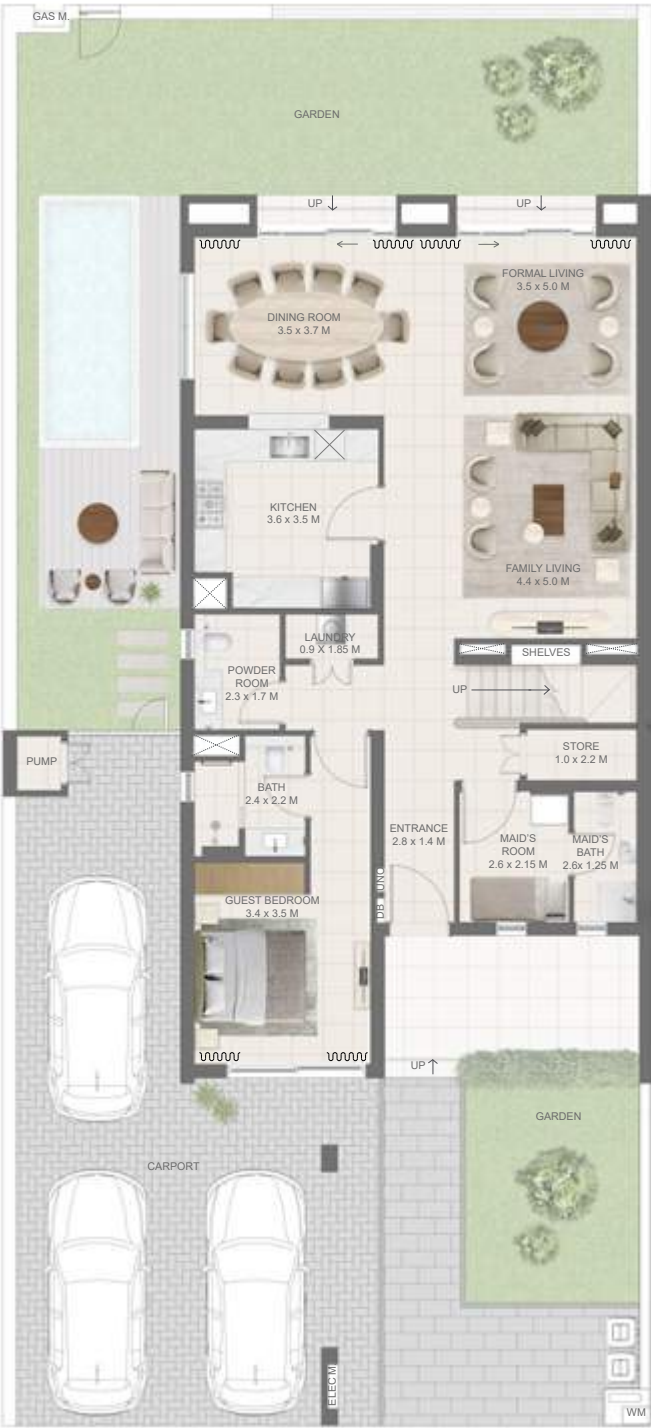 GAS M.
GARDEN
UP
UP
FORMAL LIVING
3.5 x 5.0 M
DINING ROOM
3.5 x 3.7 M
KITCHEN
3.6 x 3.5 M
FAMILY LIVING
4.4 x 5.0 M
LAUNDRY
0.9 X 1.85 M
SHELVES
POWDER
ROOM
2.3 x 1.7 M
UP
STORE
1.0 x 2.2 M
PUMP
BATH
2.4 x 2.2 M
ENTRANCE
2.8 x 1.4 M
MAID'S
ROOM
2.6 x 2.15 M
MAID'S
BATH
2.6x 1.25 M
DB
GUEST BEDROOM
3.4 x 3.5 M
UP
GARDEN
CARPORT
ELEC.M
WM